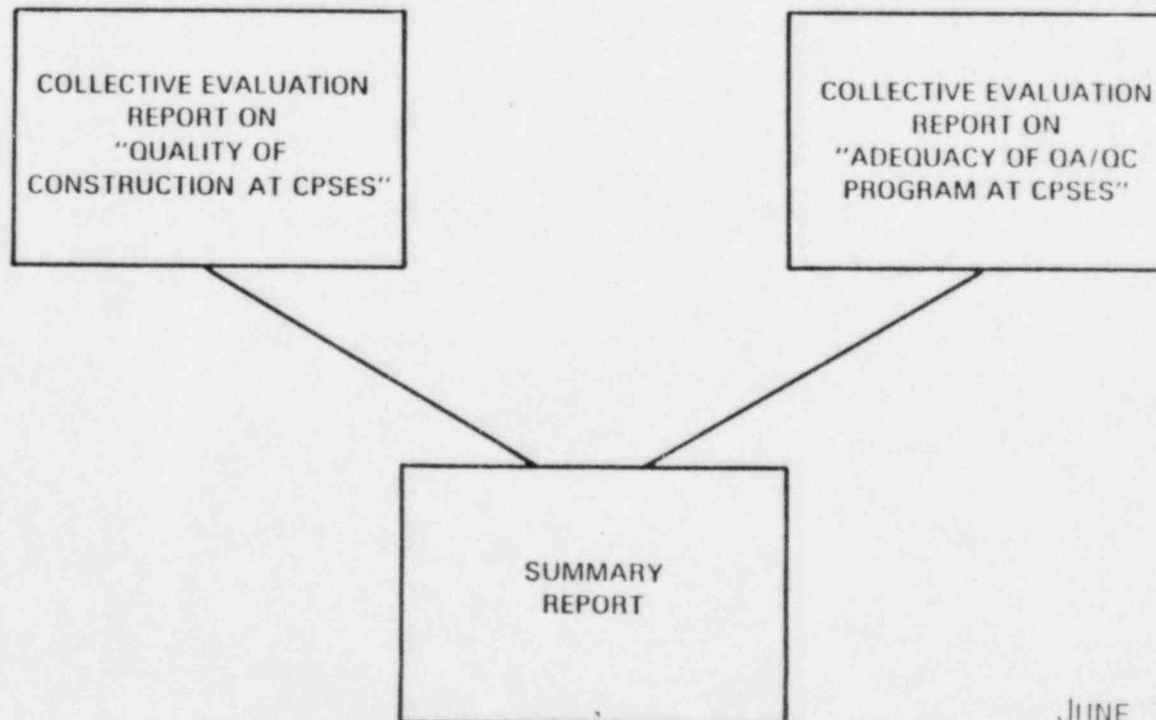 COLLECTIVE EVALUATION
REPORT ON
"QUALITY OF
CONSTRUCTION AT CPSES"
COLLECTIVE EVALUATION
REPORT ON
"ADEQUACY OF QA/QC
PROGRAM AT CPSES"
SUMMARY
REPORT
JUNE